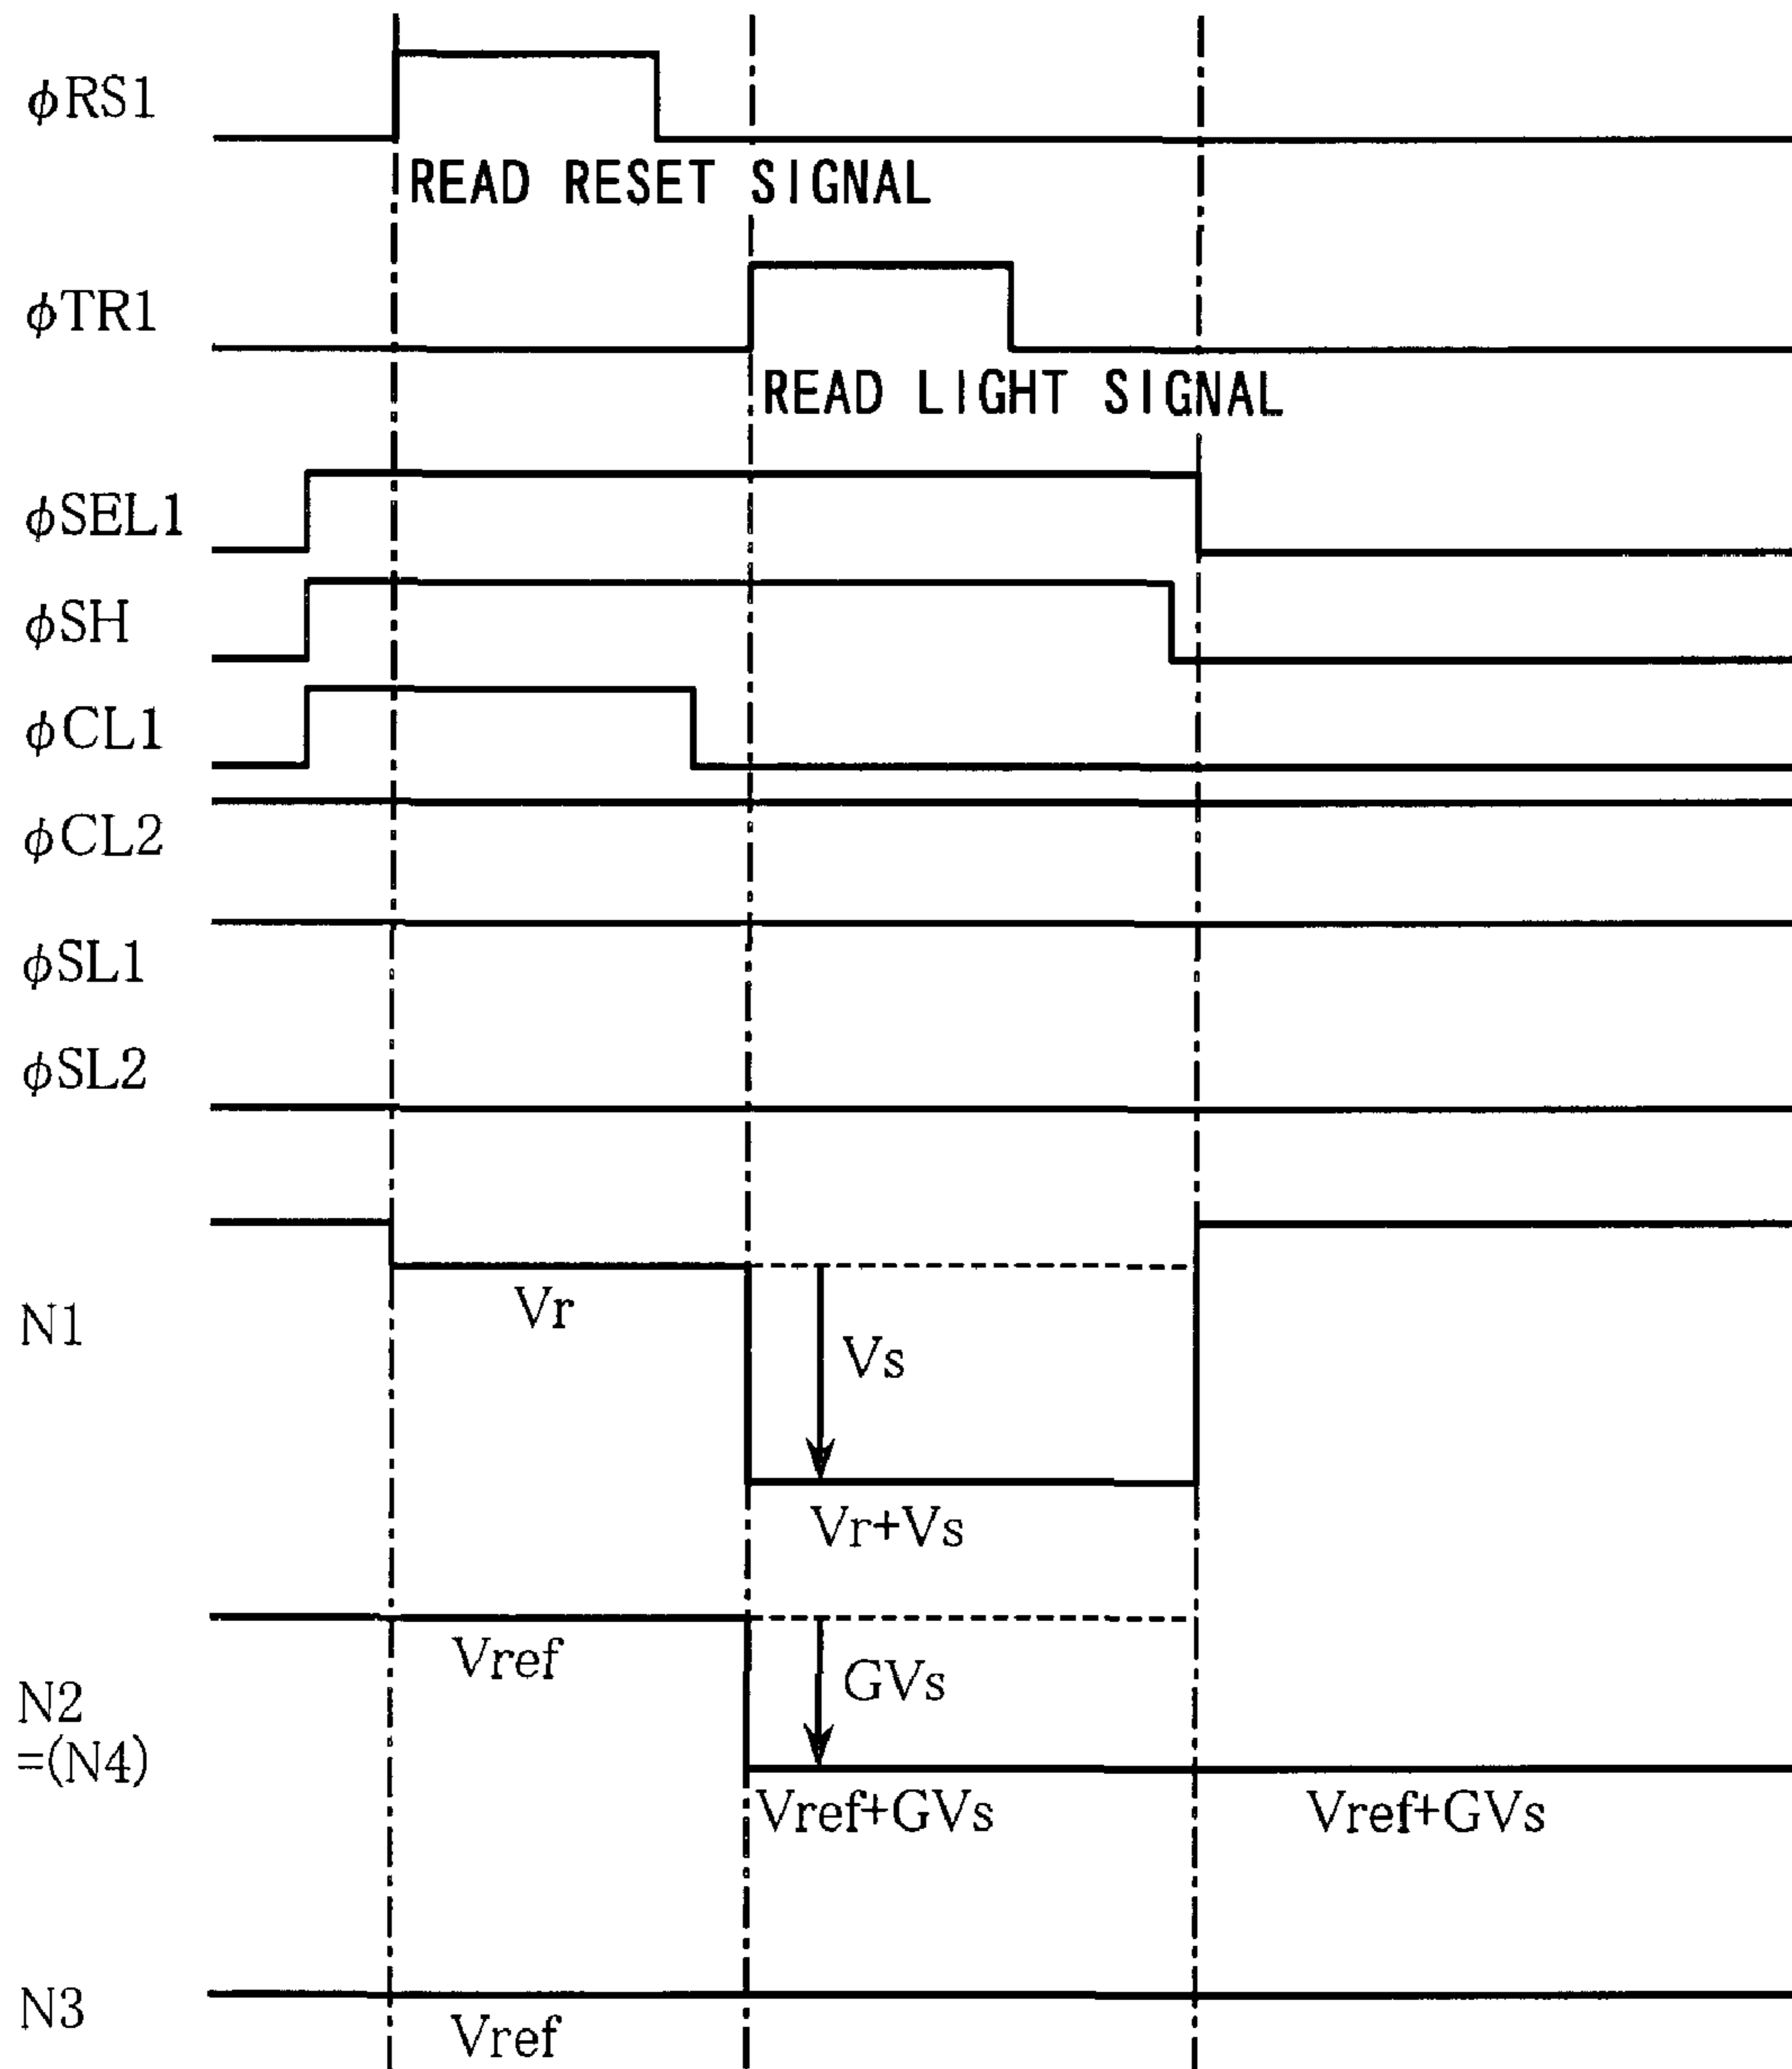 φRS1
READ RESET SIGNAL
φTR1
READ LIGHT SIGNAL
φSEL1
φSH
φCL1
φCL2
φSL1
φSL2
N1
Vr
Vs
Vr+Vs
Vref
GVs
N2
=(N4)
Vref+GVs
Vref+GVs
N3
Vref